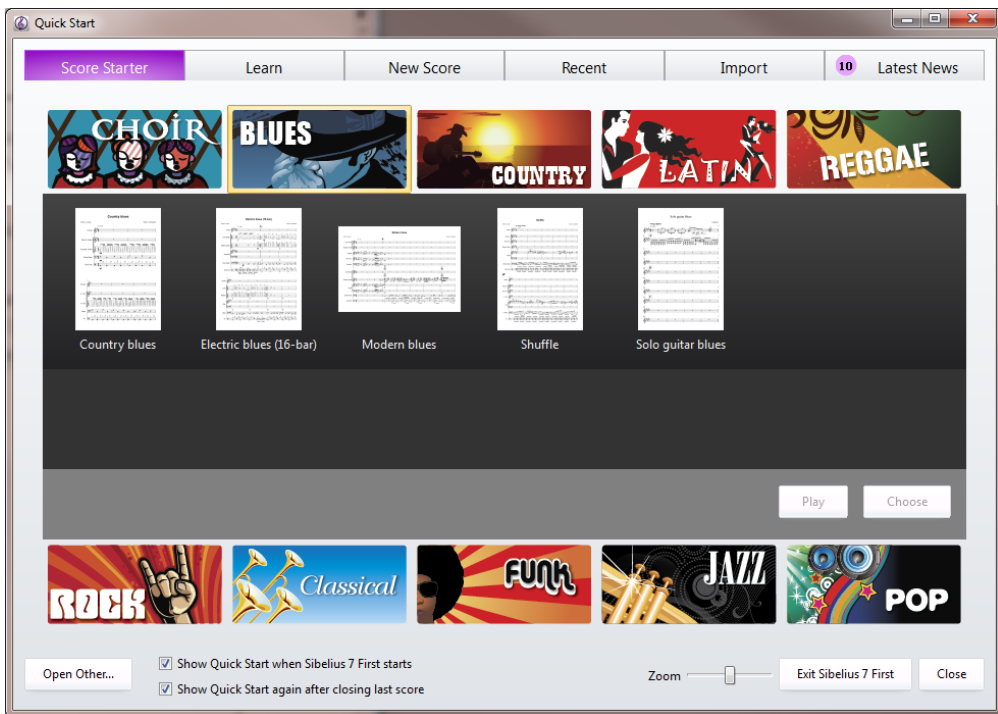 Quick Start
Score Starter
Learn
New Score
Recent
Import
10 Latest News
CHOIR
BLUES
COUNTRY
LATIN
REGGAE
Country blues
Electric blues (16-bar)
Modern blues
Shuffle
Solo guitar blues
Play
Choose
ROCK
Classical
FUNK
JAZZ
POP
Open Other...
Show Quick Start when Sibelius 7 First starts
Show Quick Start again after closing last score
Zoom
Exit Sibelius 7 First
Close